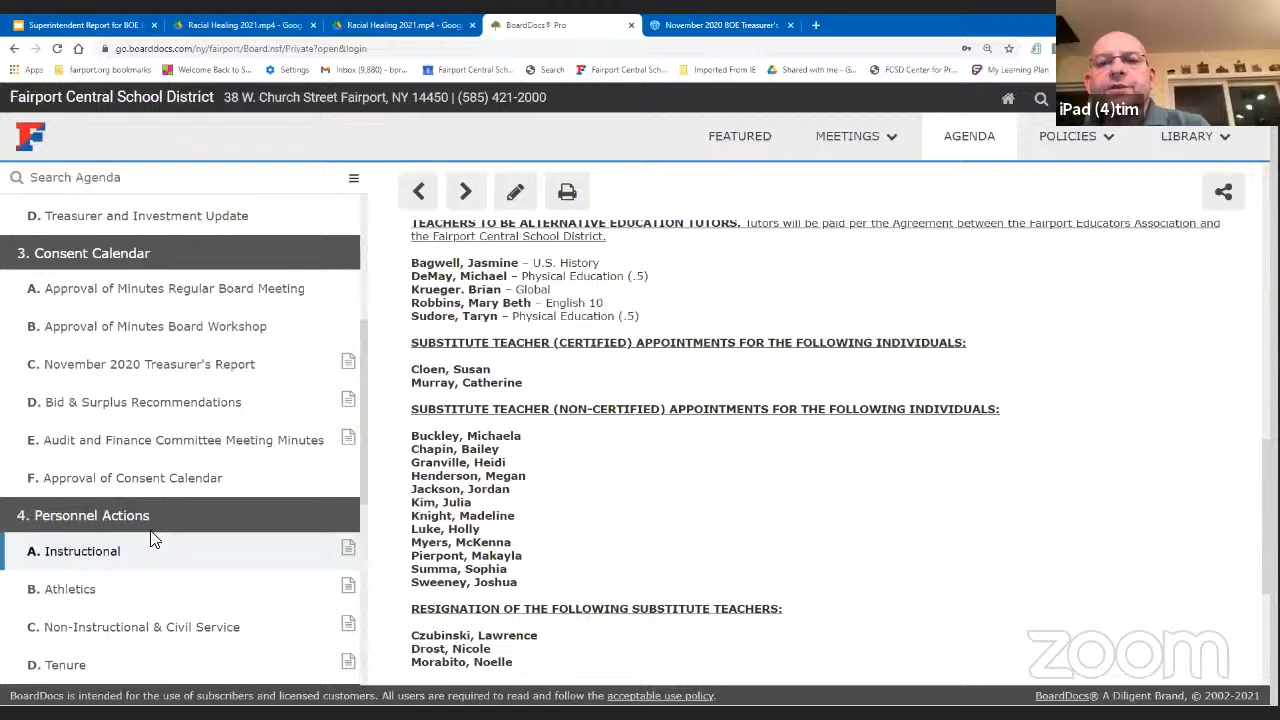 Superintendent Report for BOE
Racial Healing 2021.mp4 - Goog
Racial Healing 2021.mp4 - Goog
BoardDocs® Pro
November 2020 BOE Treasurer's
go.boarddocs.com/ny/fairport/Board.nsf/Private?open&login
Apps
fairport.org bookmarks
Welcome Back to S...
Settings
Inbox (9,880) - bpr...
Fairport Central Sch...
Search
Fairport Central Sch...
Imported From IE
Shared with me - G...
FCSD Center for Pr...
My Learning Plan
iPad (4)tim
Fairport Central School District 38 W. Church Street Fairport, NY 14450 | (585) 421-2000
F
FEATURED
MEETINGS
AGENDA
POLICIES
LIBRARY
Search Agenda
D. Treasurer and Investment Update
3. Consent Calendar
A. Approval of Minutes Regular Board Meeting
B. Approval of Minutes Board Workshop
C. November 2020 Treasurer's Report
D. Bid & Surplus Recommendations
E. Audit and Finance Committee Meeting Minutes
F. Approval of Consent Calendar
4. Personnel Actions
A. Instructional
B. Athletics
C. Non-Instructional & Civil Service
D. Tenure
TEACHERS TO BE ALTERNATIVE EDUCATION TUTORS. Tutors will be paid per the Agreement between the Fairport Educators Association and
the Fairport Central School District.
Bagwell, Jasmine – U.S. History
DeMay, Michael – Physical Education (.5)
Krueger. Brian – Global
Robbins, Mary Beth – English 10
Sudore, Taryn – Physical Education (.5)
SUBSTITUTE TEACHER (CERTIFIED) APPOINTMENTS FOR THE FOLLOWING INDIVIDUALS:
Cloen, Susan
Murray, Catherine
SUBSTITUTE TEACHER (NON-CERTIFIED) APPOINTMENTS FOR THE FOLLOWING INDIVIDUALS:
Buckley, Michaela
Chapin, Bailey
Granville, Heidi
Henderson, Megan
Jackson, Jordan
Kim, Julia
Knight, Madeline
Luke, Holly
Myers, McKenna
Pierpont, Makayla
Summa, Sophia
Sweeney, Joshua
RESIGNATION OF THE FOLLOWING SUBSTITUTE TEACHERS:
Czubinski, Lawrence
Drost, Nicole
Morabito, Noelle
zoom
BoardDocs is intended for the use of subscribers and licensed customers. All users are required to read and follow the acceptable use policy.
BoardDocs® A Diligent Brand, © 2002-2021